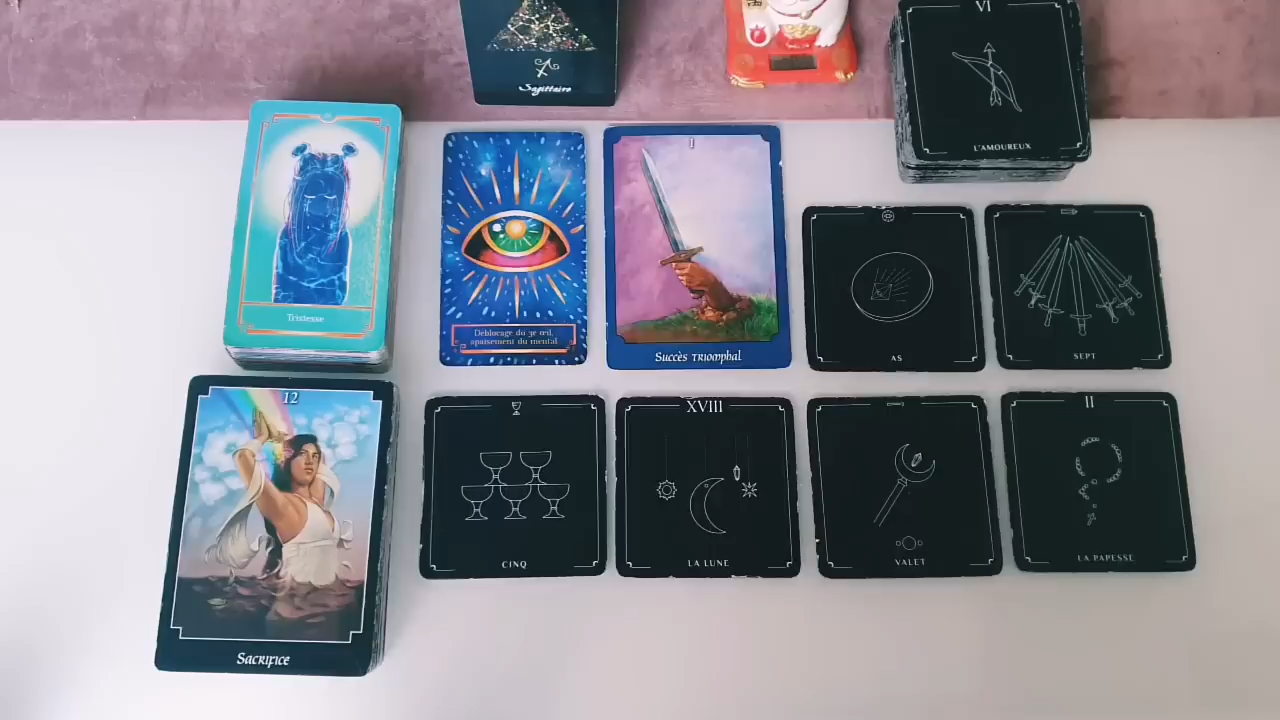 Sagittaire
VI
L'AMOUREUX
Tristesse
Déblocage du 3e œil,
apaisement du mental
I
Succès triomphal
AS
SEPT
12
Sacrifice
CINQ
XVIII
LA LUNE
VALET
II
LA PAPESSE